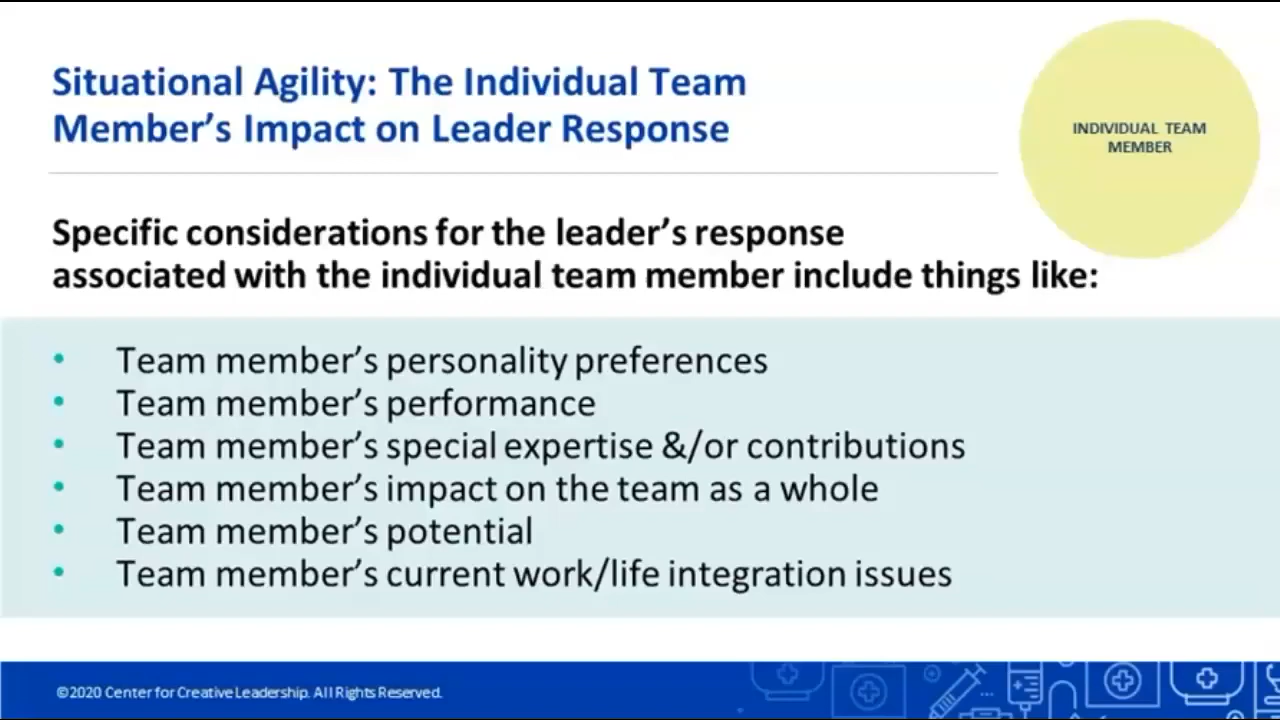 Situational Agility: The Individual Team
Member’s Impact on Leader Response
INDIVIDUAL TEAM
MEMBER
Specific considerations for the leader’s response
associated with the individual team member include things like:
• Team member’s personality preferences
• Team member’s performance
• Team member’s special expertise &/or contributions
• Team member’s impact on the team as a whole
• Team member’s potential
• Team member’s current work/life integration issues
©2020 Center for Creative Leadership. All Rights Reserved.